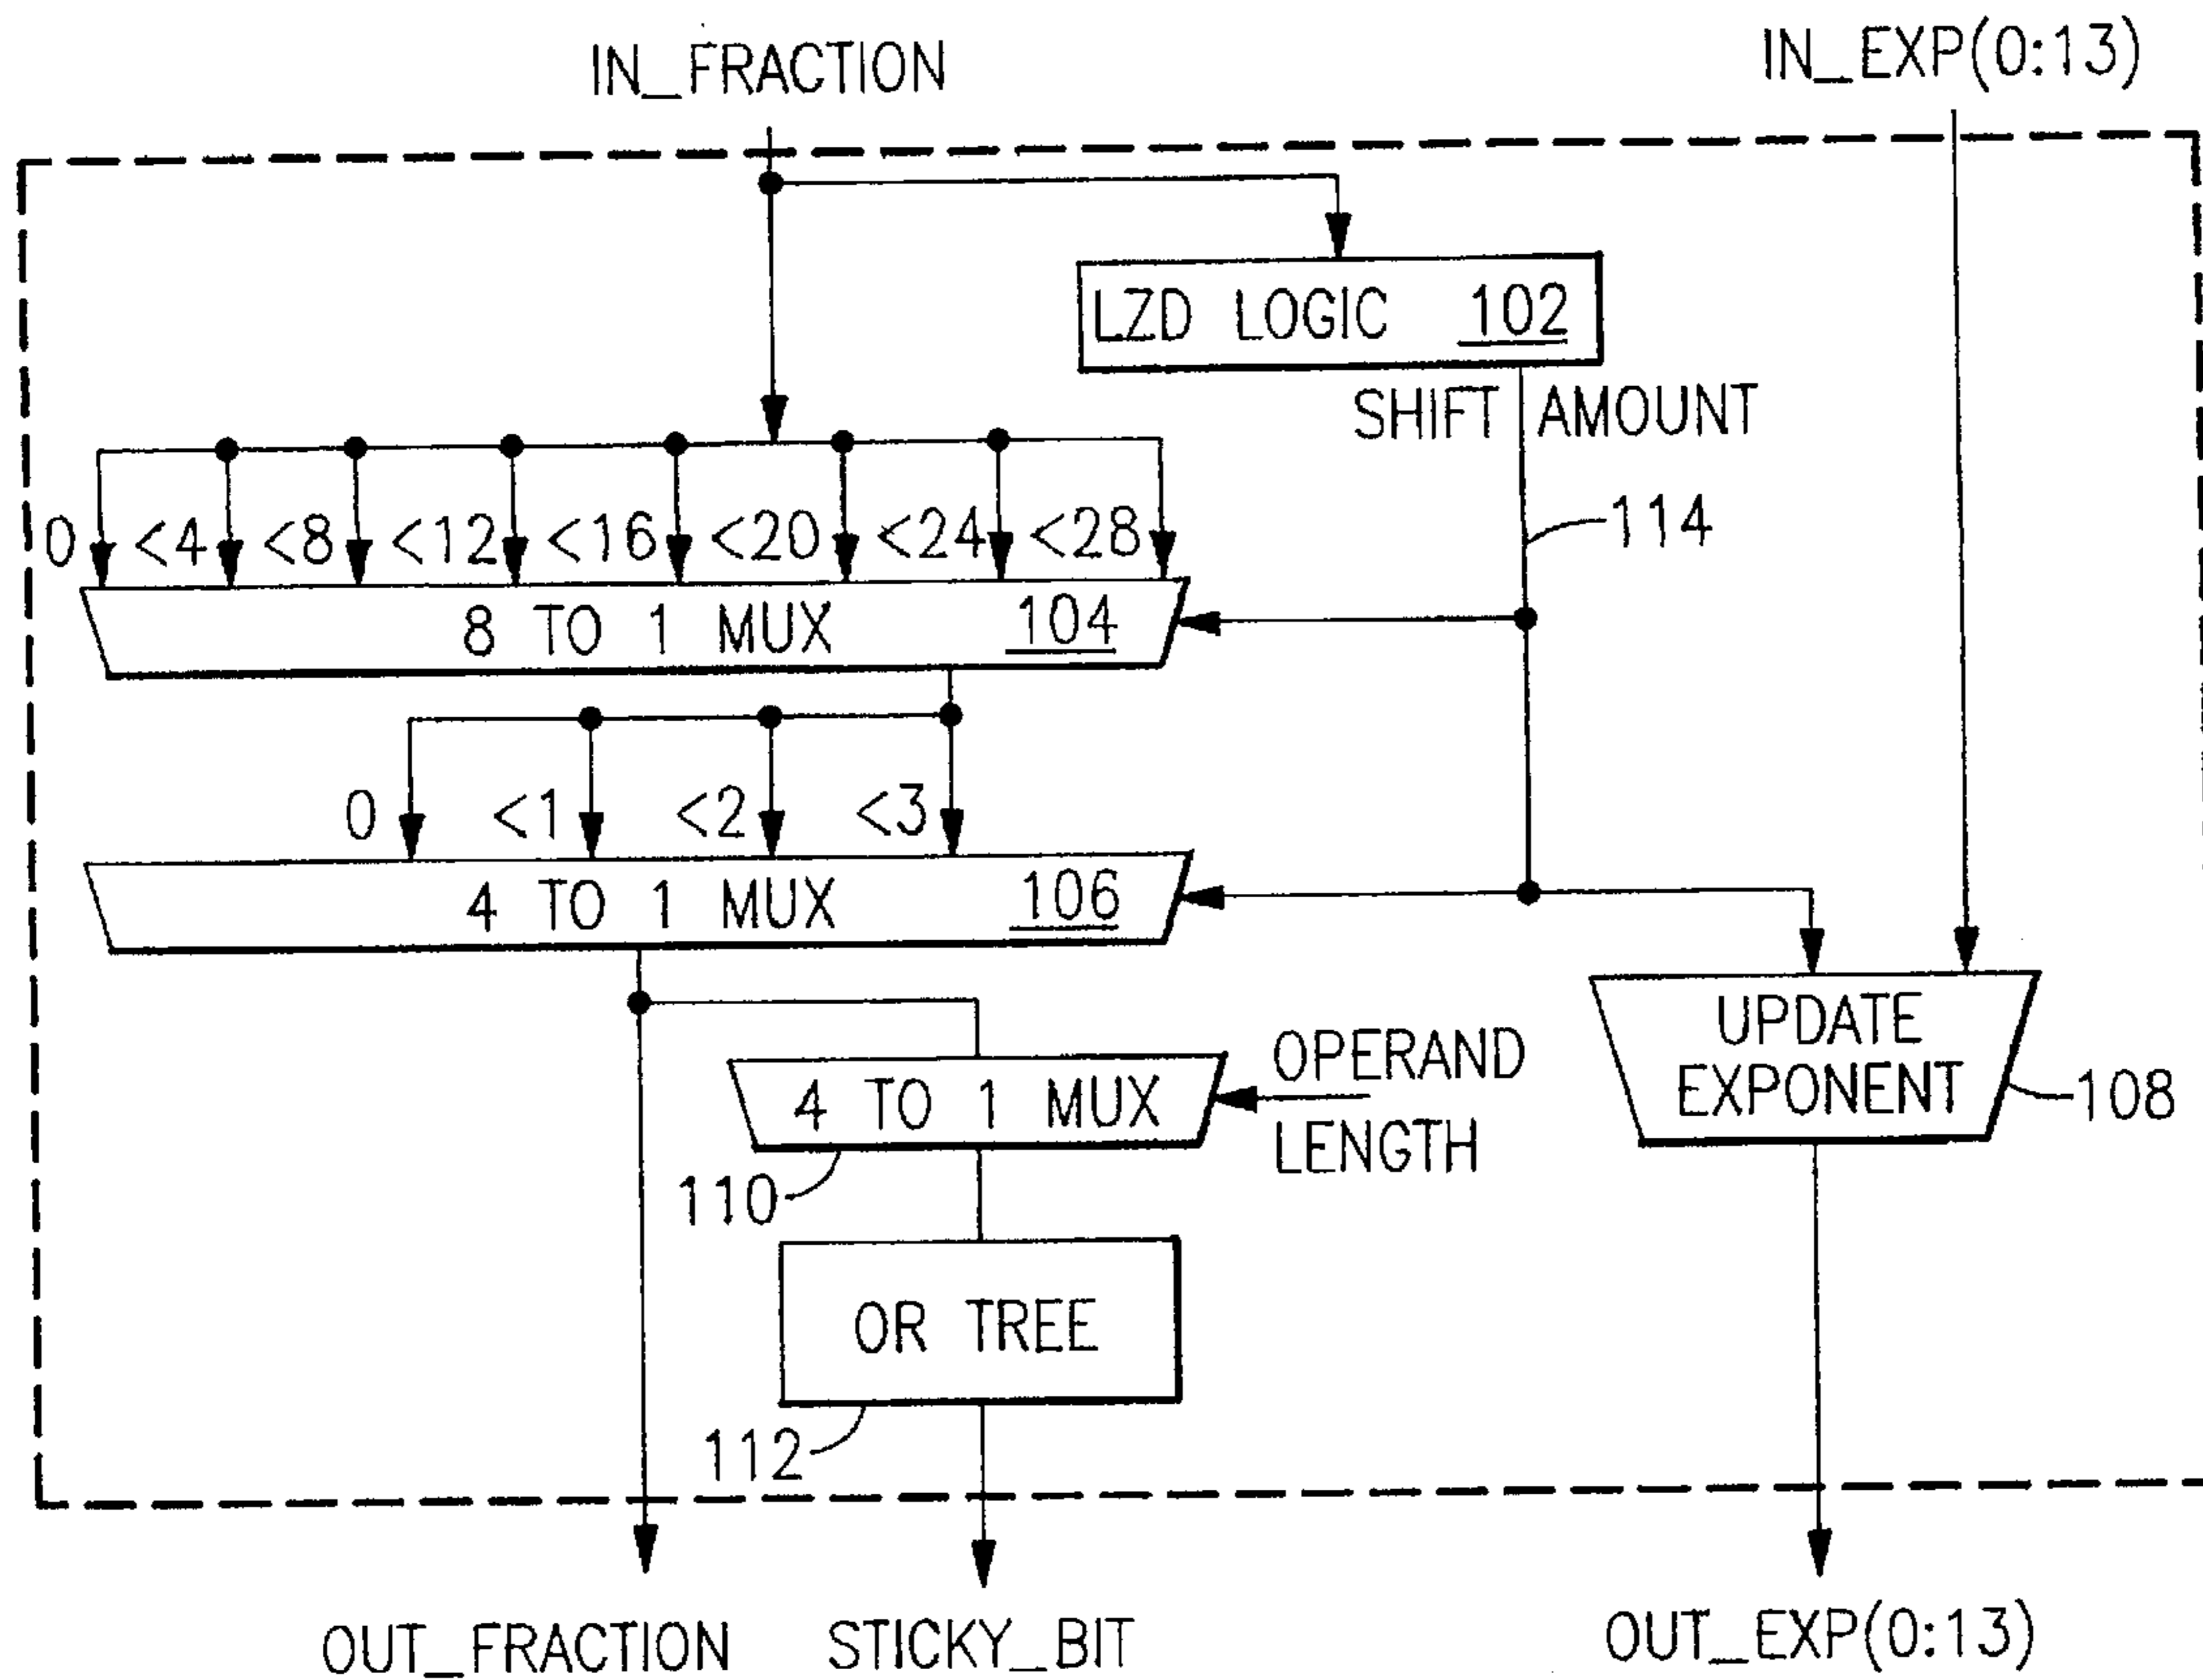 IN_FRACTION
IN_EXP(0:13)
LZD LOGIC 102
SHIFT AMOUNT
114
0 <4 <8 <12 <16 <20 <24 <28
8 TO 1 MUX 104
0 <1 <2 <3
4 TO 1 MUX 106
UPDATE
EXPONENT
108
4 TO 1 MUX
OPERAND
LENGTH
110
OR TREE
112
OUT_FRACTION
STICKY_BIT
OUT_EXP(0:13)